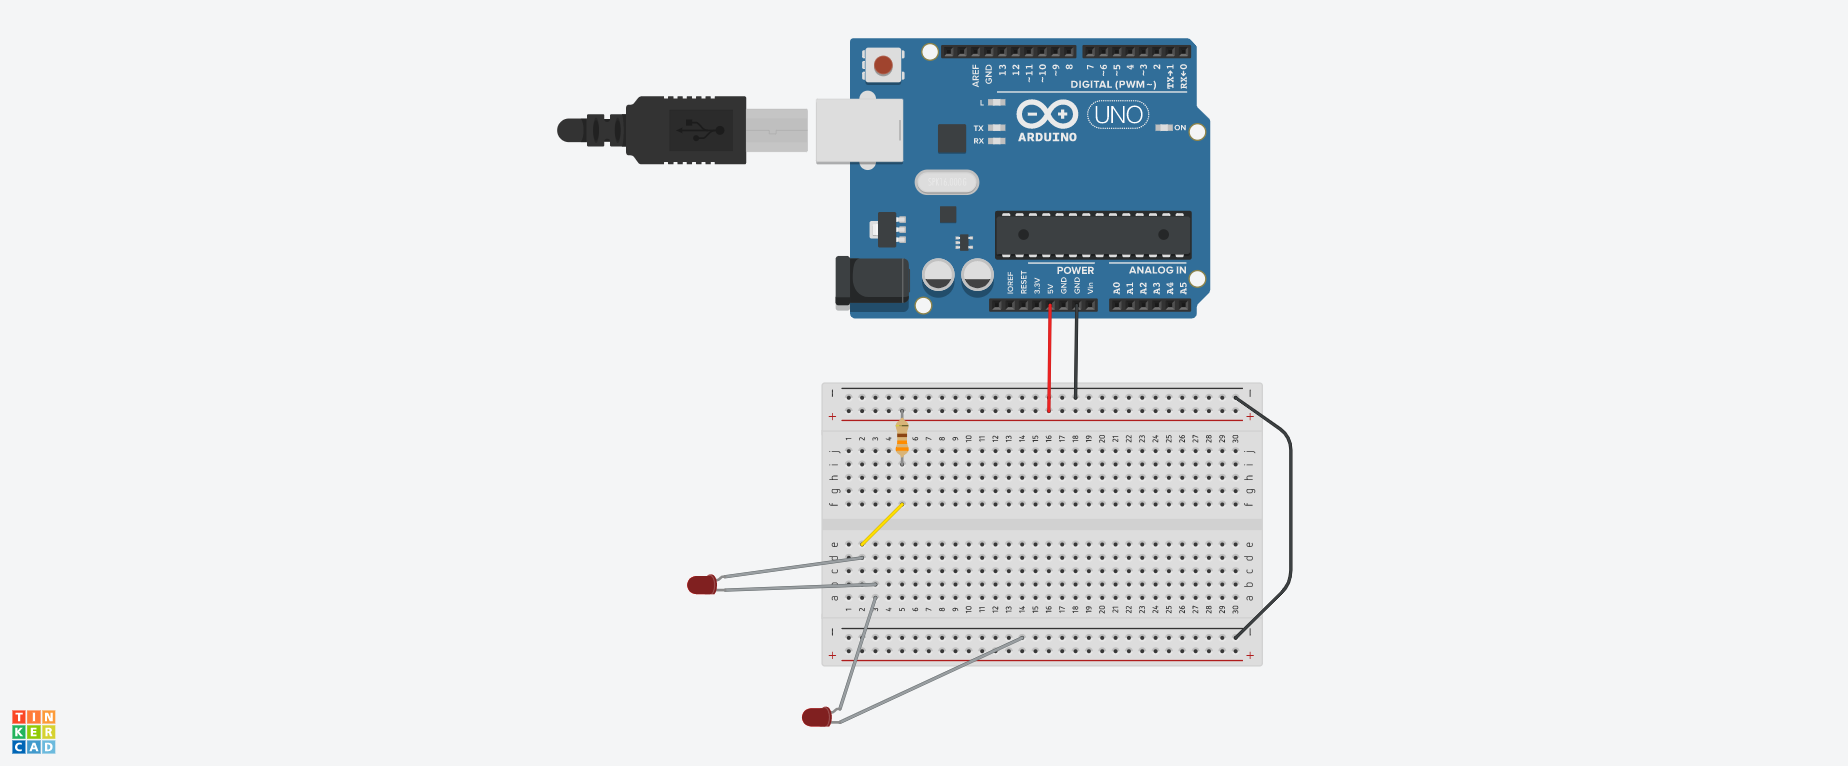 AREF GND 13 12 ~11 ~10 ~9 8 7 ~6 ~5 4 ~3 2 TX→1 RX←0
DIGITAL (PWM~)
L
TX
RX
ARDUINO
UNO
ON
POWER
ANALOG IN
IOREF RESET 3.3V 5V GND GND Vin A0 A1 A2 A3 A4 A5
− −
+ +
1 2 3 4 5 6 7 8 9 10 11 12 13 14 15 16 17 18 19 20 21 22 23 24 25 26 27 28 29 30
j j
i i
h h
g g
f f
e e
d d
c c
b b
a a
1 2 3 4 5 6 7 8 9 10 11 12 13 14 15 16 17 18 19 20 21 22 23 24 25 26 27 28 29 30
− −
+ +
TIN
KER
CAD